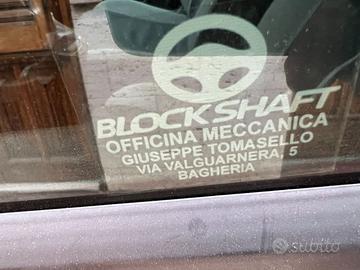 BLOCKSHAFT
OFFICINA MECCANICA
GIUSEPPE TOMASELLO
VIA VALGUARNERA, 5
BAGHERIA
subito